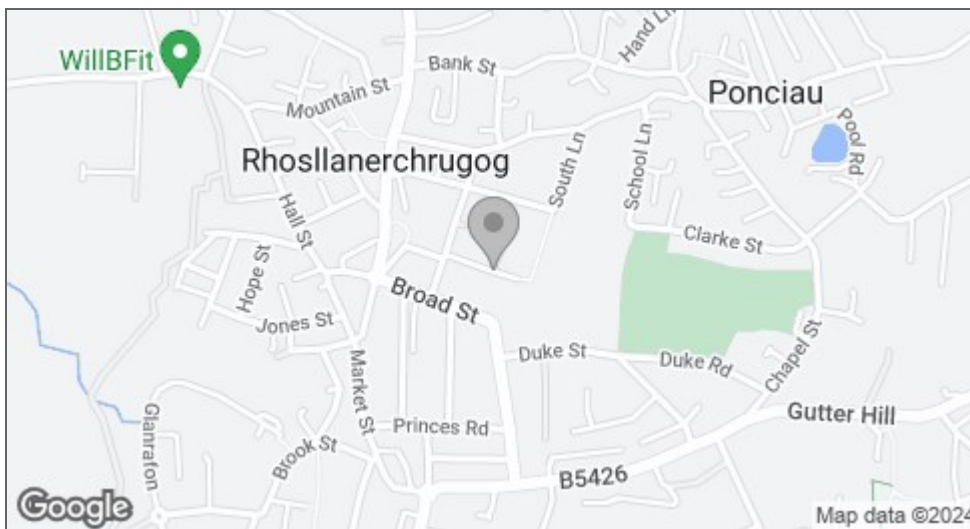 WillBFit
Hand Ln
Bank St
Mountain St
Ponciau
Pool Rd
Rhosllanerchrugog
South Ln
School Ln
Hall St
Clarke St
Hope St
Broad St
Jones St
Duke St
Duke Rd
Chapel St
Market St
Glanrafon
Princes Rd
Gutter Hill
Brook St
B5426
Google
Map data ©2024